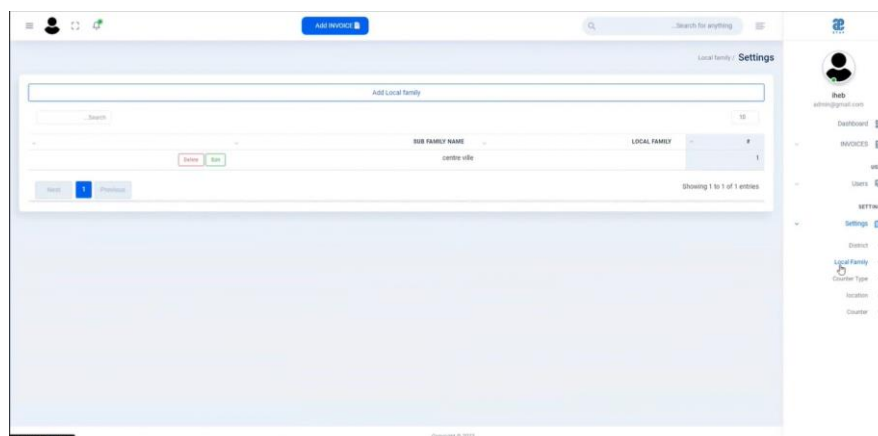 Add INVOICE
...Search for anything
Local family / Settings
Add Local family
...Search
10
SUB FAMILY NAME
LOCAL FAMILY
#
Delete
Edit
centre ville
1
Next
1
Previous
Showing 1 to 1 of 1 entries
iheb
admin@gmail.com
Dashboard
INVOICES
Users
Settings
District
Local Family
Counter Type
location
Counter